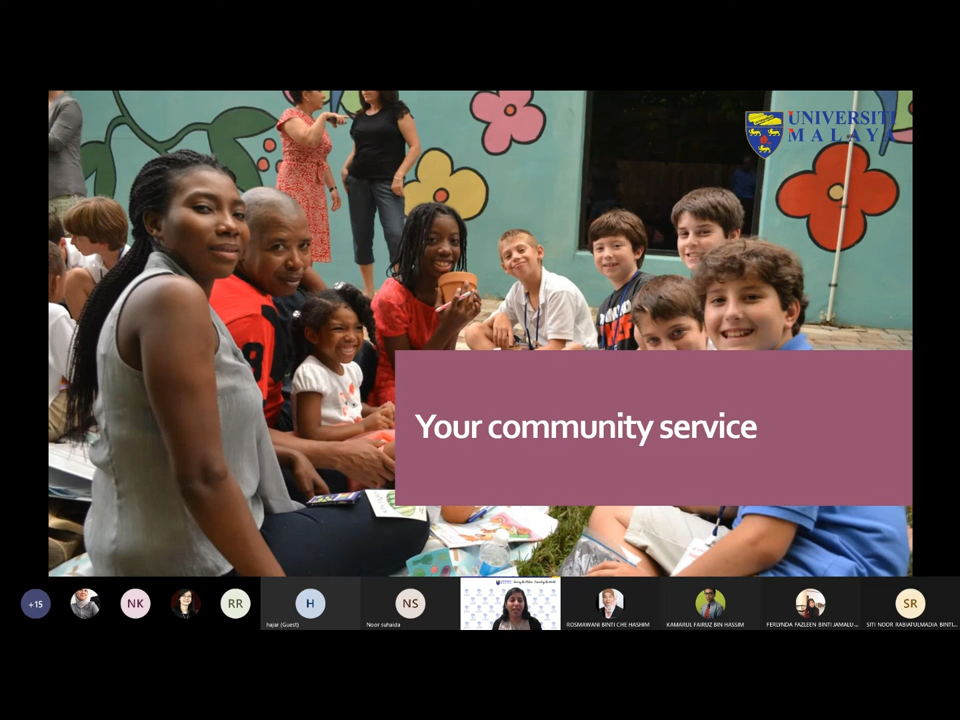 UNIVERSITI
MALAYA
Your community service
+15
NK
RR
H
hajar (Guest)
NS
Noor suhaida
ROSMAWANI BINTI CHE HASHIM
KAMARUL FAIRUZ BIN HASSIM
FERLYNDA FAZLEEN BINTI JAMALU...
SR
SITI NOOR RABIATULMADIA BINTI...